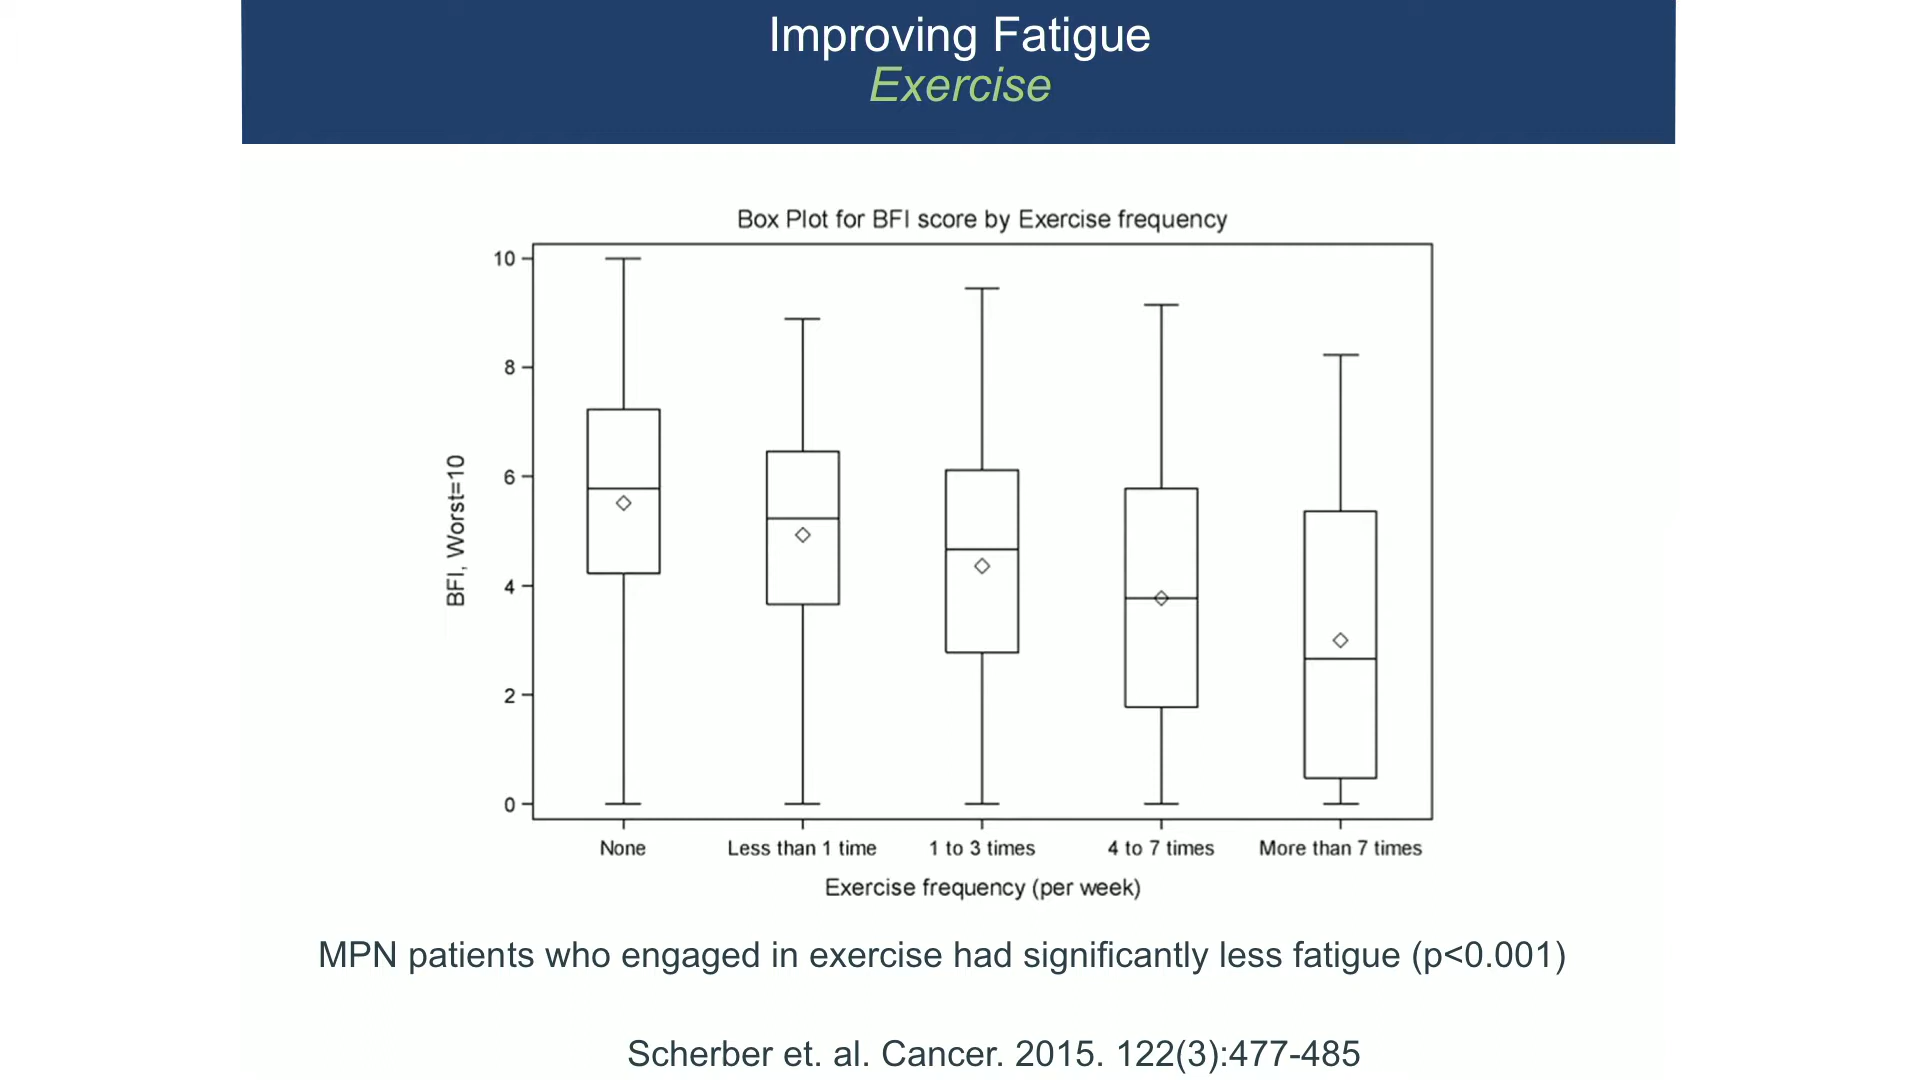 Improving Fatigue
Exercise
Box Plot for BFI score by Exercise frequency
BFI, Worst=10
10
8
6
4
2
0
None
Less than 1 time
1 to 3 times
4 to 7 times
More than 7 times
Exercise frequency (per week)
MPN patients who engaged in exercise had significantly less fatigue (p<0.001)
Scherber et. al. Cancer. 2015. 122(3):477-485